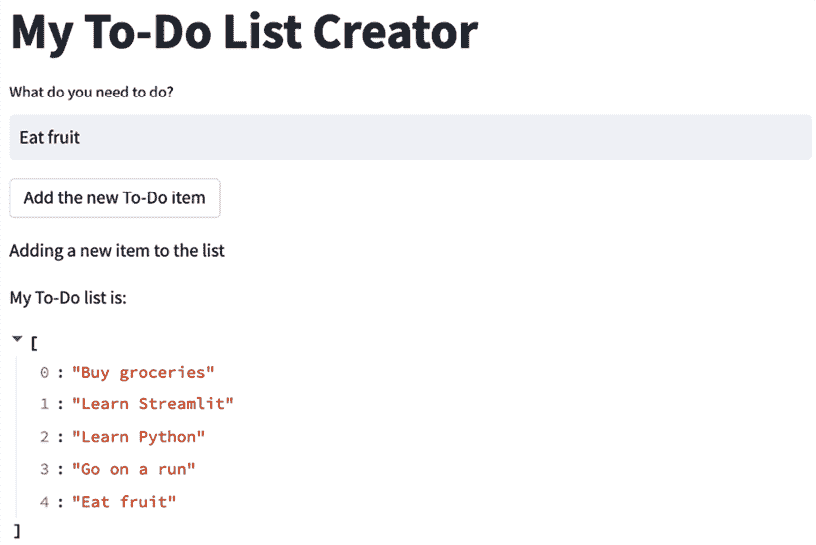 My To-Do List Creator
What do you need to do?
Eat fruit
Add the new To-Do item
Adding a new item to the list
My To-Do list is:
[
0 : "Buy groceries"
1 : "Learn Streamlit"
2 : "Learn Python"
3 : "Go on a run"
4 : "Eat fruit"
]